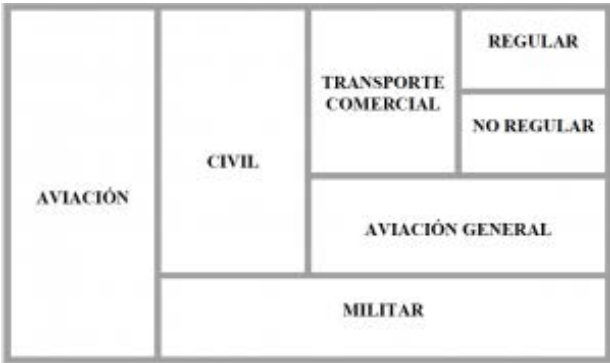 AVIACIÓN
CIVIL
TRANSPORTE
COMERCIAL
REGULAR
NO REGULAR
AVIACIÓN GENERAL
MILITAR